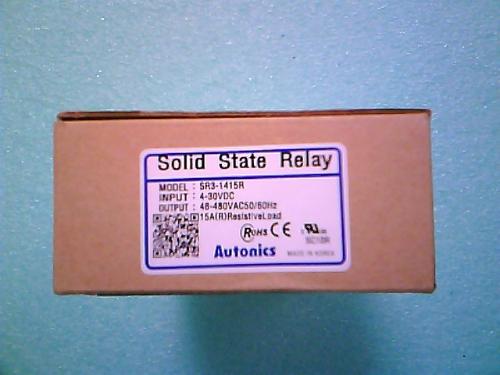 Solid State Relay
MODEL : SR3-1415R
INPUT : 4-30VDC
OUTPUT : 48-480VAC50/60Hz
15A(R)ResistiveLoad
RoHS CE
Autonics MADE IN KOREA